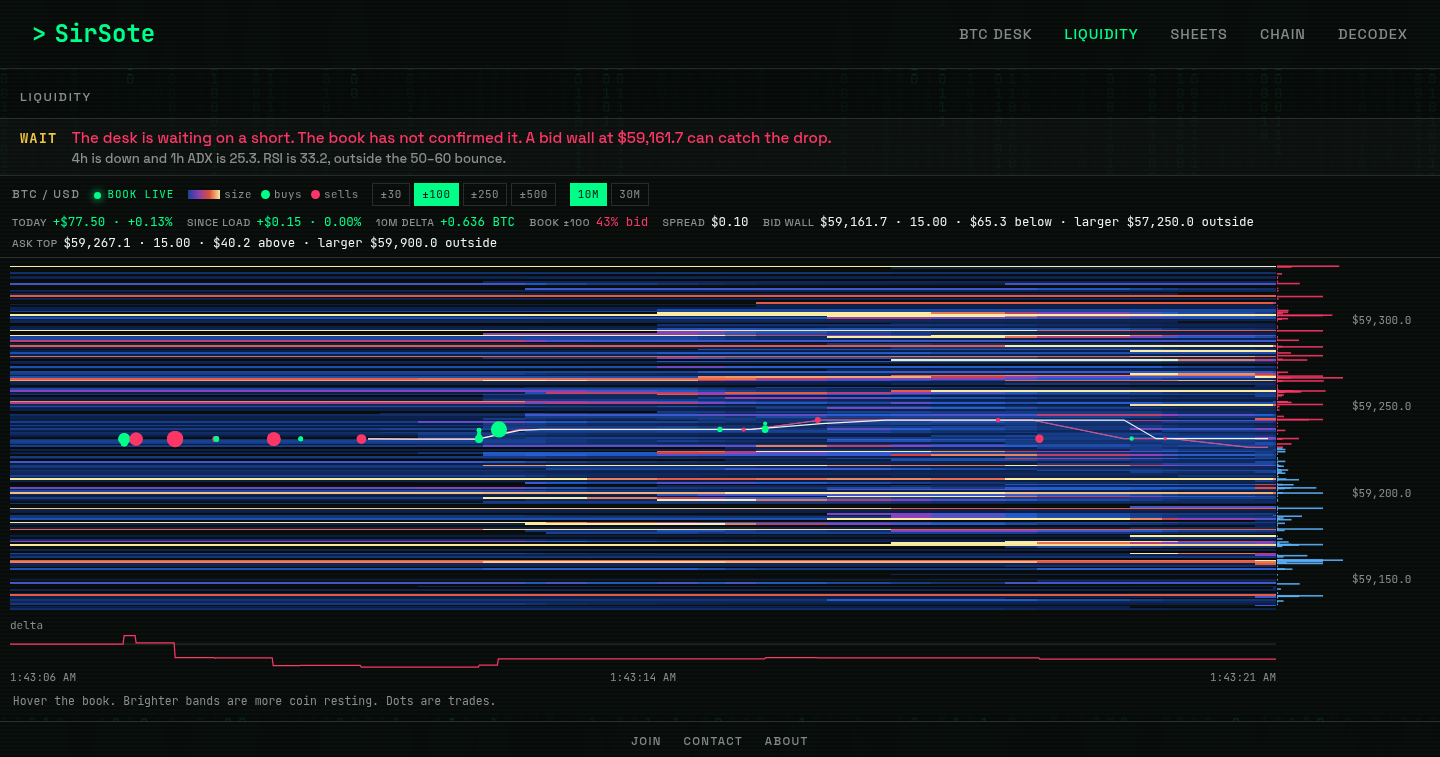 > SirSote
BTC DESK LIQUIDITY SHEETS CHAIN DECODEX
LIQUIDITY
WAIT The desk is waiting on a short. The book has not confirmed it. A bid wall at $59,161.7 can catch the drop.
4h is down and 1h ADX is 25.3. RSI is 33.2, outside the 50–60 bounce.
BTC / USD BOOK LIVE size buys sells ±30 ±100 ±250 ±500 10M 30M
TODAY +$77.50 · +0.13% SINCE LOAD +$0.15 · 0.00% 10M DELTA +0.636 BTC BOOK ±100 43% bid SPREAD $0.10 BID WALL $59,161.7 · 15.00 · $65.3 below · larger $57,250.0 outside
ASK TOP $59,267.1 · 15.00 · $40.2 above · larger $59,900.0 outside
$59,300.0
$59,250.0
$59,200.0
$59,150.0
delta
1:43:06 AM 1:43:14 AM 1:43:21 AM
Hover the book. Brighter bands are more coin resting. Dots are trades.
JOIN CONTACT ABOUT